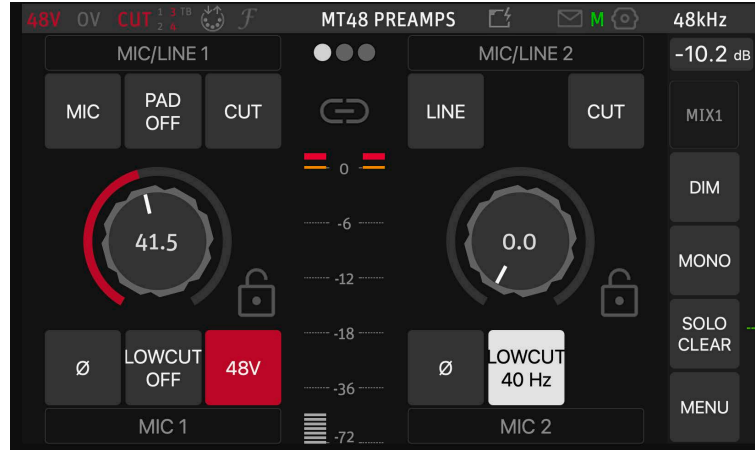 48V OV CUT 1 3 TB 2 4 ℱ MT48 PREAMPS M 48kHz
MIC/LINE 1 MIC/LINE 2 -10.2 dB
MIC PAD OFF CUT LINE CUT MIX1
0
DIM
-6
41.5 0.0
MONO
-12
-18
SOLO CLEAR
Ø LOWCUT OFF 48V Ø LOWCUT 40 Hz
-36
MENU
MIC 1 MIC 2
-72